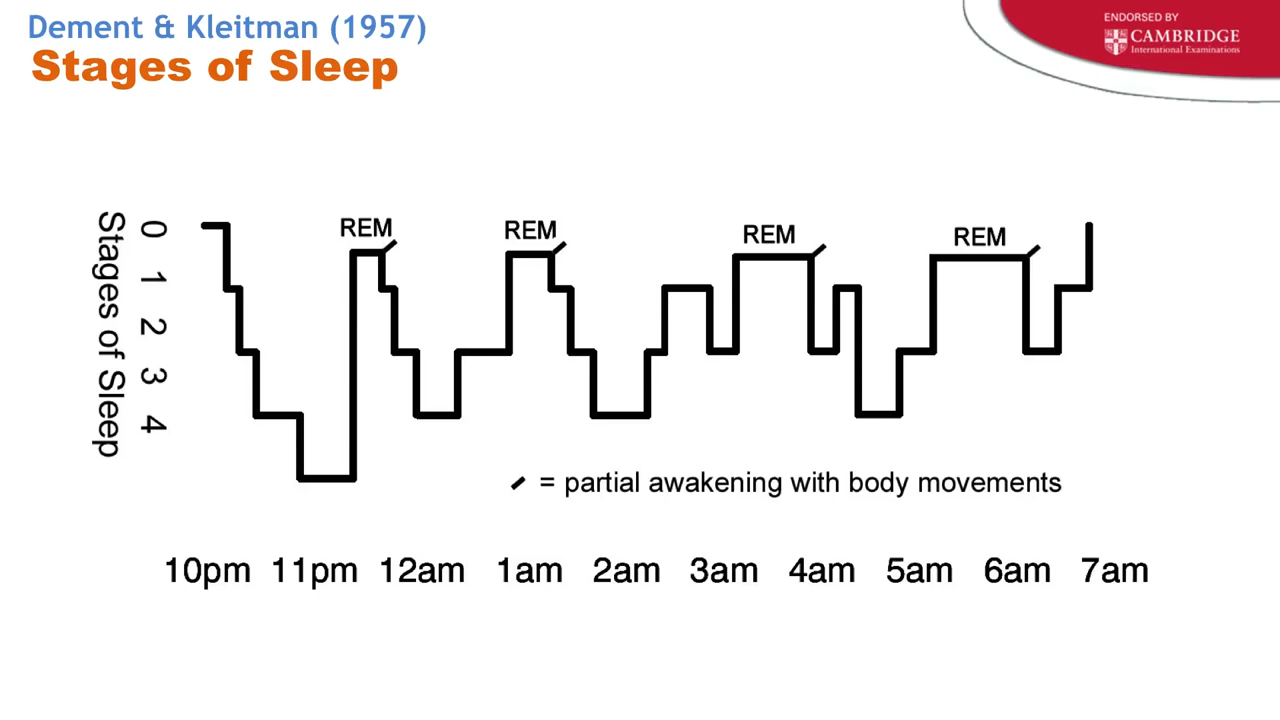 Dement & Kleitman (1957)
Stages of Sleep
ENDORSED BY
CAMBRIDGE
International Examinations
Stages of Sleep
0 1 2 3 4
REM REM REM REM
= partial awakening with body movements
10pm 11pm 12am 1am 2am 3am 4am 5am 6am 7am